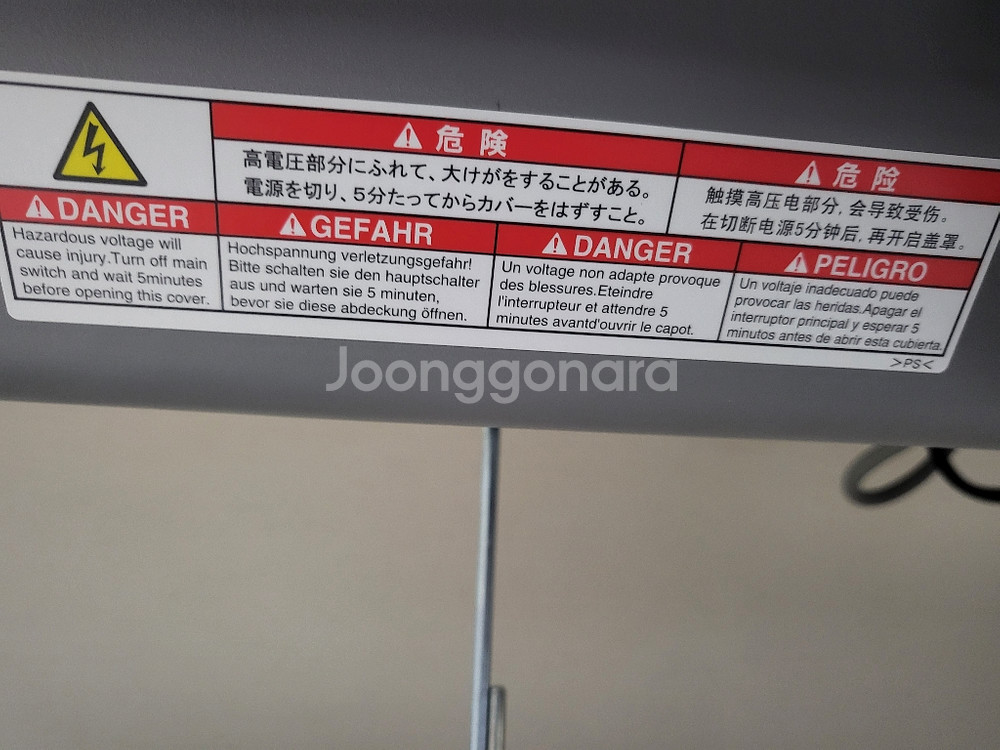 危険
高電圧部分にふれて、大けがをすることがある。
電源を切り、5分たってからカバーをはずすこと。
危险
触摸高压电部分,会导致受伤。
在切断电源5分钟后,再开启盖罩。
DANGER
Hazardous voltage will
cause injury.Turn off main
switch and wait 5minutes
before opening this cover.
GEFAHR
Hochspannung verletzungsgefahr!
Bitte schalten sie den hauptschalter
aus und warten sie 5 minuten,
bevor sie diese abdeckung öffnen.
DANGER
Un voltage non adapte provoque
des blessures.Eteindre
l'interrupteur et attendre 5
minutes avantd'ouvrir le capot.
PELIGRO
Un voltaje inadecuado puede
provocar las heridas.Apagar el
interruptor principal y esperar 5
minutos antes de abrir esta cubierta.
>PS<
Joonggonara